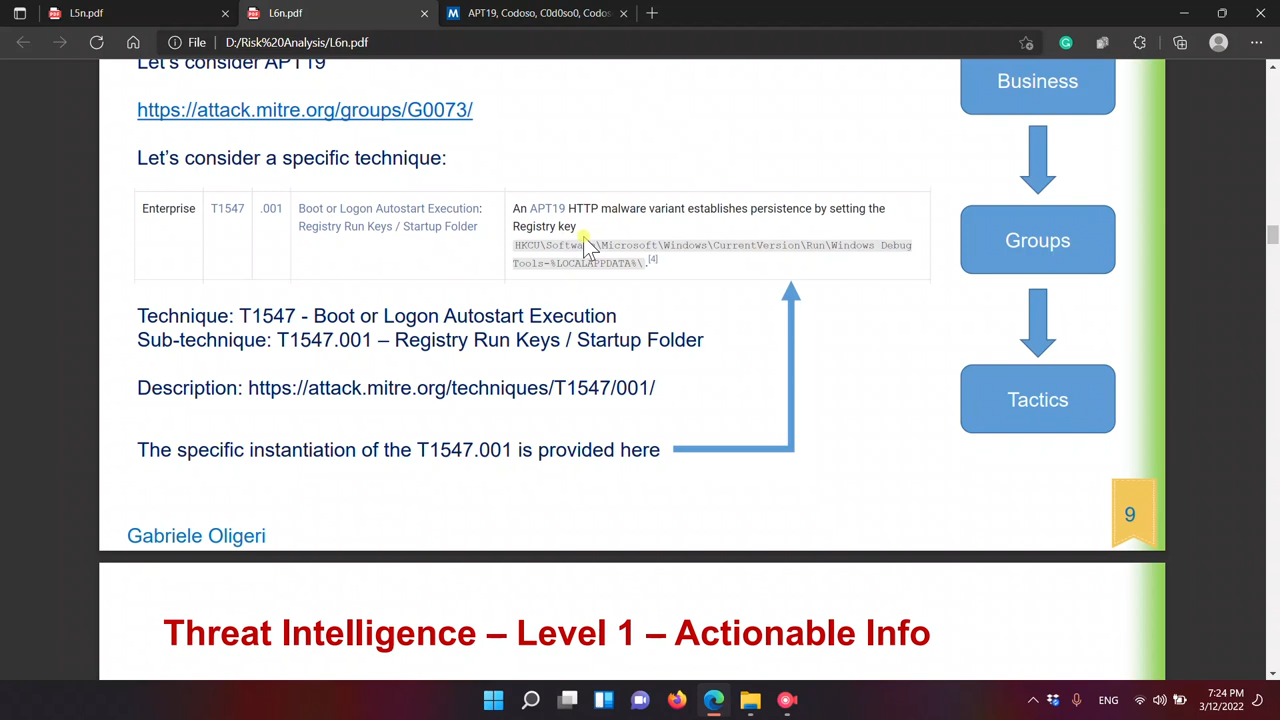 L5n.pdf
L6n.pdf
M APT19, Codoso, C0d0so0, Codos
File D:/Risk%20Analysis/L6n.pdf
Let's consider APT19
https://attack.mitre.org/groups/G0073/
Let's consider a specific technique:
Enterprise T1547 .001 Boot or Logon Autostart Execution: An APT19 HTTP malware variant establishes persistence by setting the
Registry Run Keys / Startup Folder Registry key
HKCU\Software\Microsoft\Windows\CurrentVersion\Run\Windows Debug
Tools-%LOCALAPPDATA%\.[4]
Technique: T1547 - Boot or Logon Autostart Execution
Sub-technique: T1547.001 – Registry Run Keys / Startup Folder
Description: https://attack.mitre.org/techniques/T1547/001/
The specific instantiation of the T1547.001 is provided here
Business
Groups
Tactics
9
Gabriele Oligeri
Threat Intelligence – Level 1 – Actionable Info
ENG
7:24 PM
3/12/2022